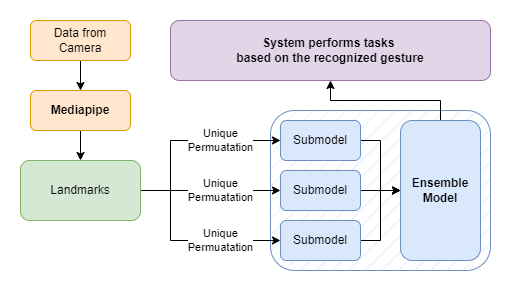 Data from
Camera
System performs tasks
based on the recognized gesture
Mediapipe
Landmarks
Unique
Permuatation
Unique
Permuatation
Unique
Permuatation
Submodel
Submodel
Submodel
Ensemble
Model